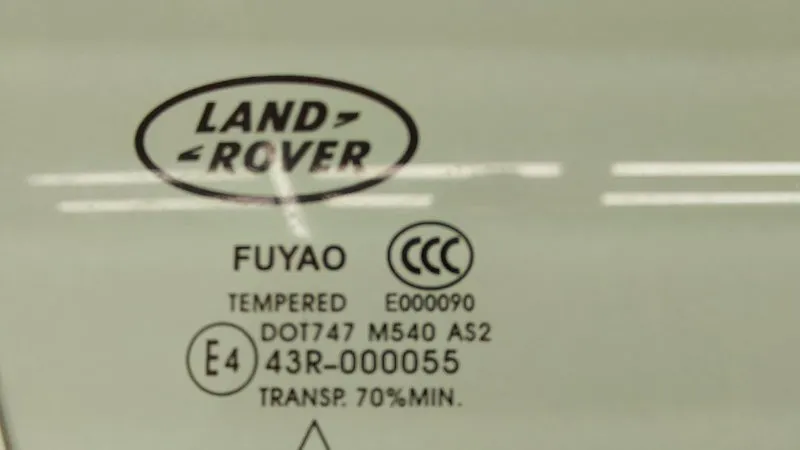 LAND
ROVER
FUYAO CCC
TEMPERED E000090
DOT747 M540 AS2
E4 43R-000055
TRANSP. 70%MIN.